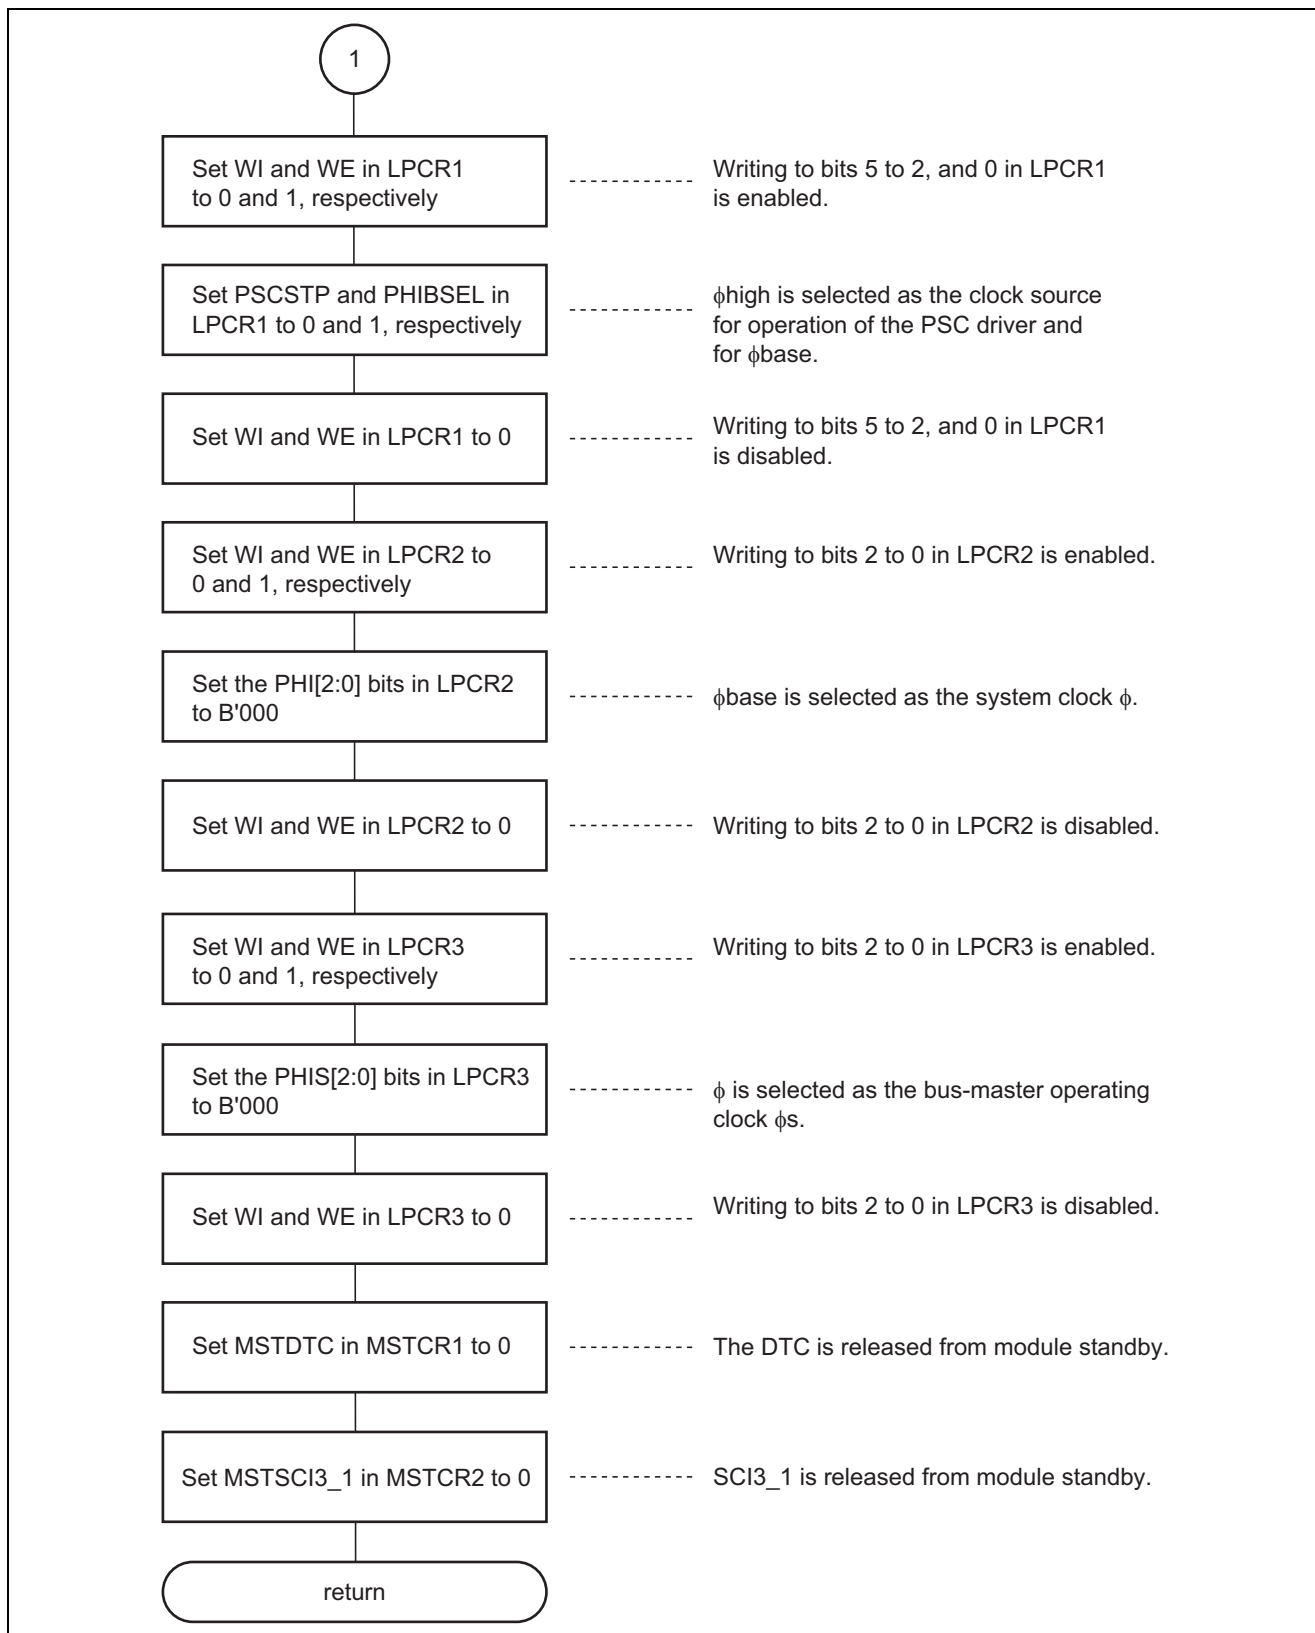 1
Set WI and WE in LPCR1
to 0 and 1, respectively
Writing to bits 5 to 2, and 0 in LPCR1
is enabled.
Set PSCSTP and PHIBSEL in
LPCR1 to 0 and 1, respectively
ϕhigh is selected as the clock source
for operation of the PSC driver and
for ϕbase.
Set WI and WE in LPCR1 to 0
Writing to bits 5 to 2, and 0 in LPCR1
is disabled.
Set WI and WE in LPCR2 to
0 and 1, respectively
Writing to bits 2 to 0 in LPCR2 is enabled.
Set the PHI[2:0] bits in LPCR2
to B'000
ϕbase is selected as the system clock ϕ.
Set WI and WE in LPCR2 to 0
Writing to bits 2 to 0 in LPCR2 is disabled.
Set WI and WE in LPCR3
to 0 and 1, respectively
Writing to bits 2 to 0 in LPCR3 is enabled.
Set the PHIS[2:0] bits in LPCR3
to B'000
ϕ is selected as the bus-master operating
clock ϕs.
Set WI and WE in LPCR3 to 0
Writing to bits 2 to 0 in LPCR3 is disabled.
Set MSTDTC in MSTCR1 to 0
The DTC is released from module standby.
Set MSTSCI3_1 in MSTCR2 to 0
SCI3_1 is released from module standby.
return